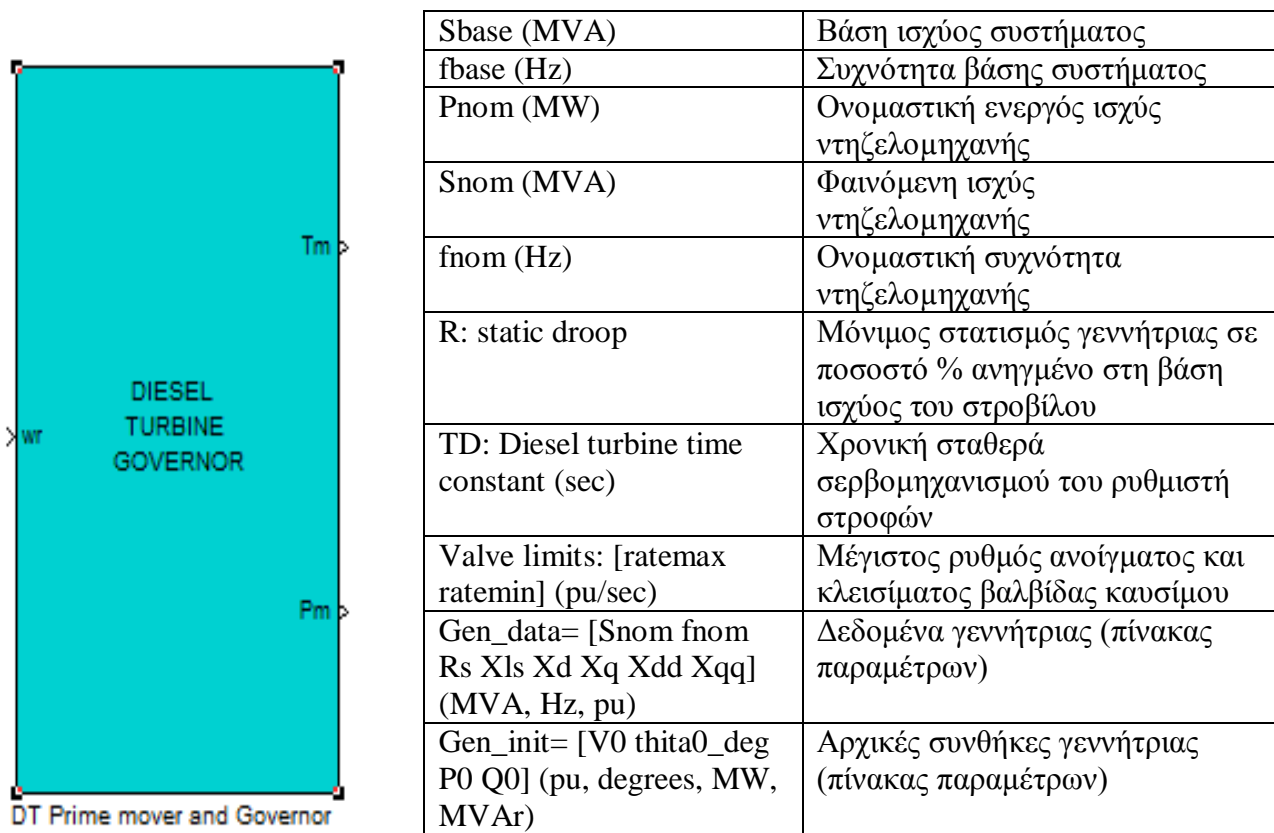 Tm
wr
DIESEL
TURBINE
GOVERNOR
Pm
DT Prime mover and Governor
Sbase (MVA)
Βάση ισχύος συστήματος
fbase (Hz)
Συχνότητα βάσης συστήματος
Pnom (MW)
Ονομαστική ενεργός ισχύς
ντηζελομηχανής
Snom (MVA)
Φαινόμενη ισχύς
ντηζελομηχανής
fnom (Hz)
Ονομαστική συχνότητα
ντηζελομηχανής
R: static droop
Μόνιμος στατισμός γεννήτριας σε
ποσοστό % ανηγμένο στη βάση
ισχύος του στροβίλου
TD: Diesel turbine time
constant (sec)
Χρονική σταθερά
σερβομηχανισμού του ρυθμιστή
στροφών
Valve limits: [ratemax
ratemin] (pu/sec)
Μέγιστος ρυθμός ανοίγματος και
κλεισίματος βαλβίδας καυσίμου
Gen_data= [Snom fnom
Rs Xls Xd Xq Xdd Xqq]
(MVA, Hz, pu)
Δεδομένα γεννήτριας (πίνακας
παραμέτρων)
Gen_init= [V0 thita0_deg
P0 Q0] (pu, degrees, MW,
MVAr)
Αρχικές συνθήκες γεννήτριας
(πίνακας παραμέτρων)